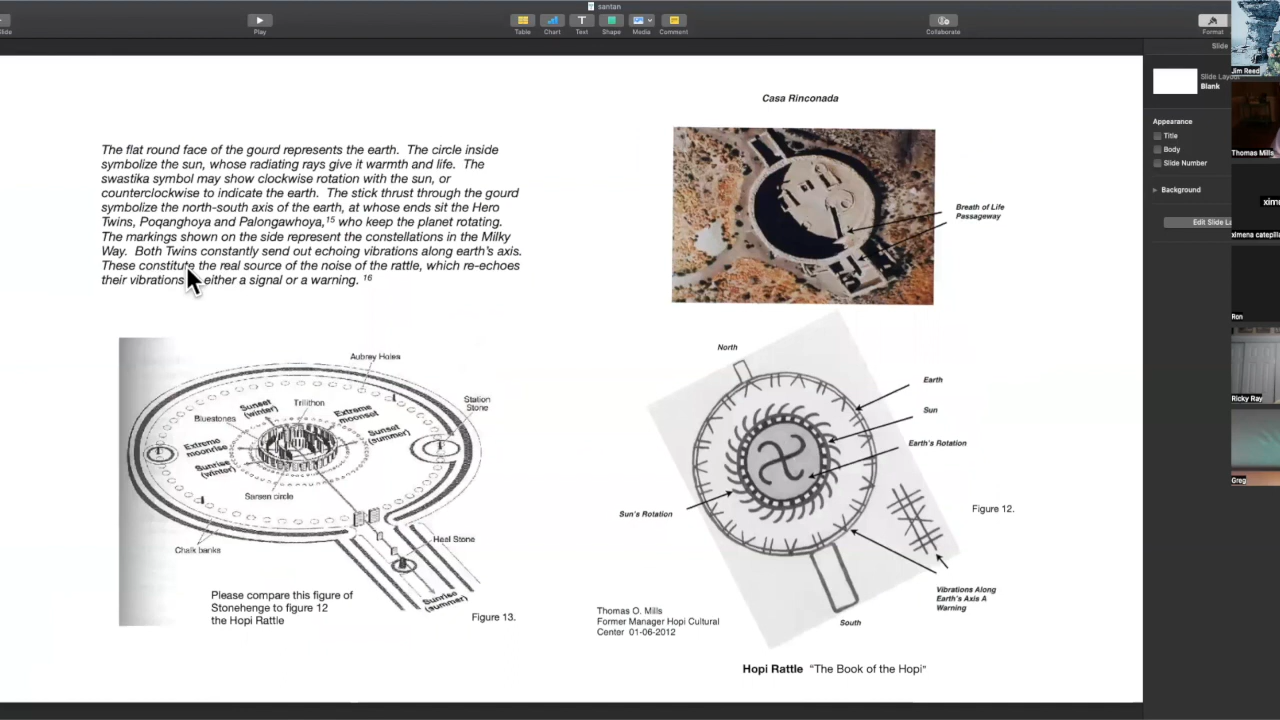 santan
Slide
Play
Table
Chart
Text
Shape
Media
Comment
Collaborate
Format
Slide
Slide Layou
Blank
Appearance
Title
Body
Slide Number
Background
Edit Slide La
Jim Reed
Thomas Mills
xim
ximena catepilla
Ron
Ricky Ray
Greg
The flat round face of the gourd represents the earth. The circle inside
symbolize the sun, whose radiating rays give it warmth and life. The
swastika symbol may show clockwise rotation with the sun, or
counterclockwise to indicate the earth. The stick thrust through the gourd
symbolize the north-south axis of the earth, at whose ends sit the Hero
Twins, Poqanghoya and Palongawhoya,15 who keep the planet rotating.
The markings shown on the side represent the constellations in the Milky
Way. Both Twins constantly send out echoing vibrations along earth's axis.
These constitute the real source of the noise of the rattle, which re-echoes
their vibrations either a signal or a warning. 16
Casa Rinconada
Breath of Life
Passageway
Aubrey Holes
Station
Stone
Trilithon
Bluestones
Sunset
(winter)
Extreme
moonset
Extreme
moonrise
Sunset
(summer)
Sunrise
(winter)
Sarsen circle
Chalk banks
Heel Stone
Sunrise
(summer)
Please compare this figure of
Stonehenge to figure 12
the Hopi Rattle
Figure 13.
North
Earth
Sun
Earth's Rotation
Sun's Rotation
Figure 12.
Vibrations Along
Earth's Axis A
Warning
South
Thomas O. Mills
Former Manager Hopi Cultural
Center 01-06-2012
Hopi Rattle "The Book of the Hopi"